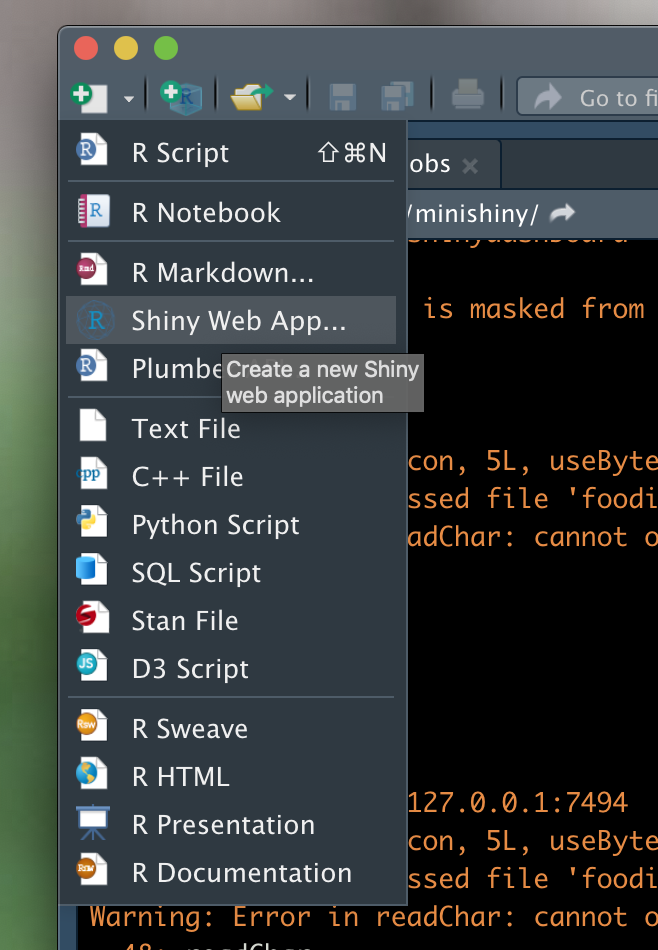 Go to fi
R Script ⇧⌘N
obs
R Notebook
/minishiny/
R Markdown...
Shiny Web App...
is masked from
Plumbe
Create a new Shiny
web application
Text File
C++ File
con, 5L, useByte
Python Script
ssed file 'foodi
adChar: cannot o
SQL Script
Stan File
D3 Script
R Sweave
R HTML
127.0.0.1:7494
R Presentation
con, 5L, useByte
R Documentation
ssed file 'foodi
Warning: Error in readChar: cannot o
48: readChar